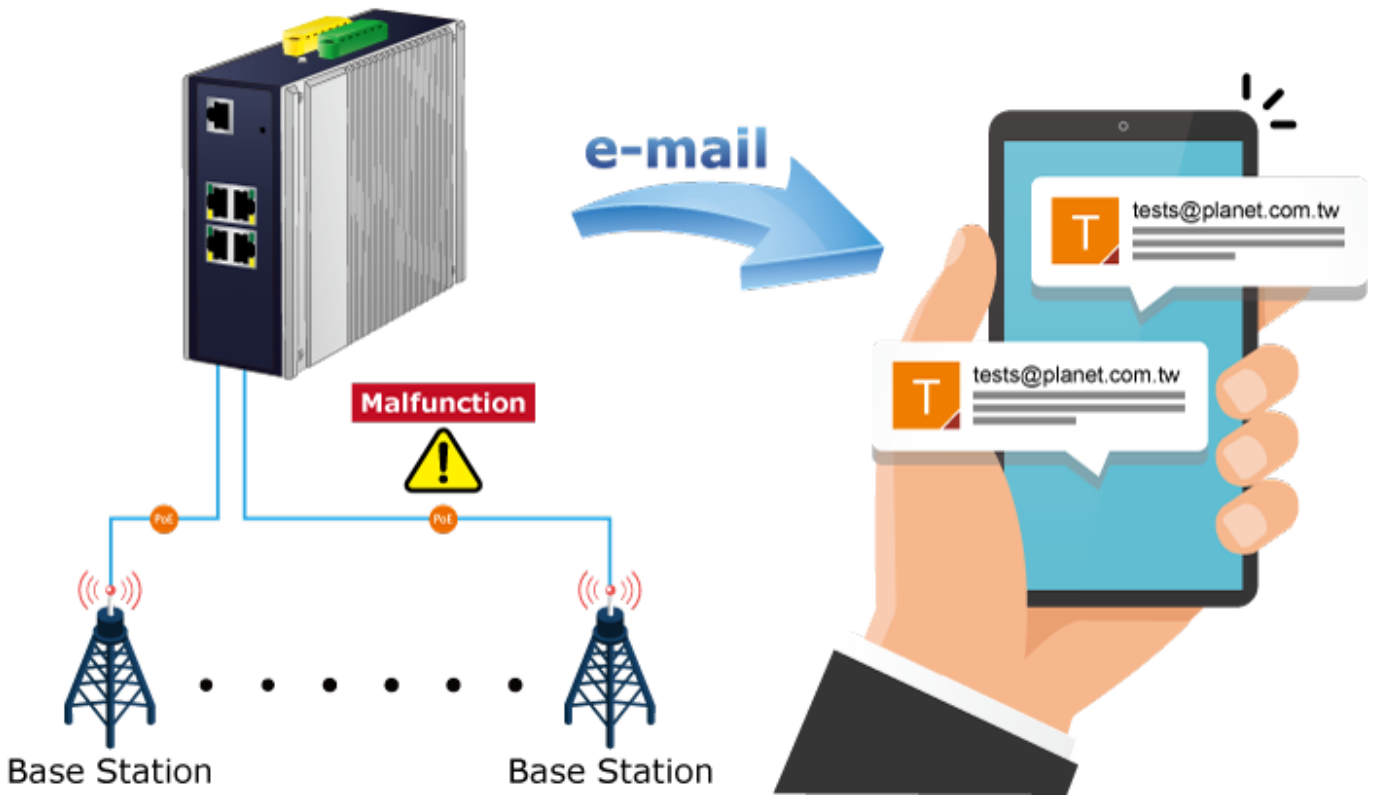 e-mail
T
tests@planet.com.tw
T
tests@planet.com.tw
Malfunction
PoE
PoE
Base Station
Base Station